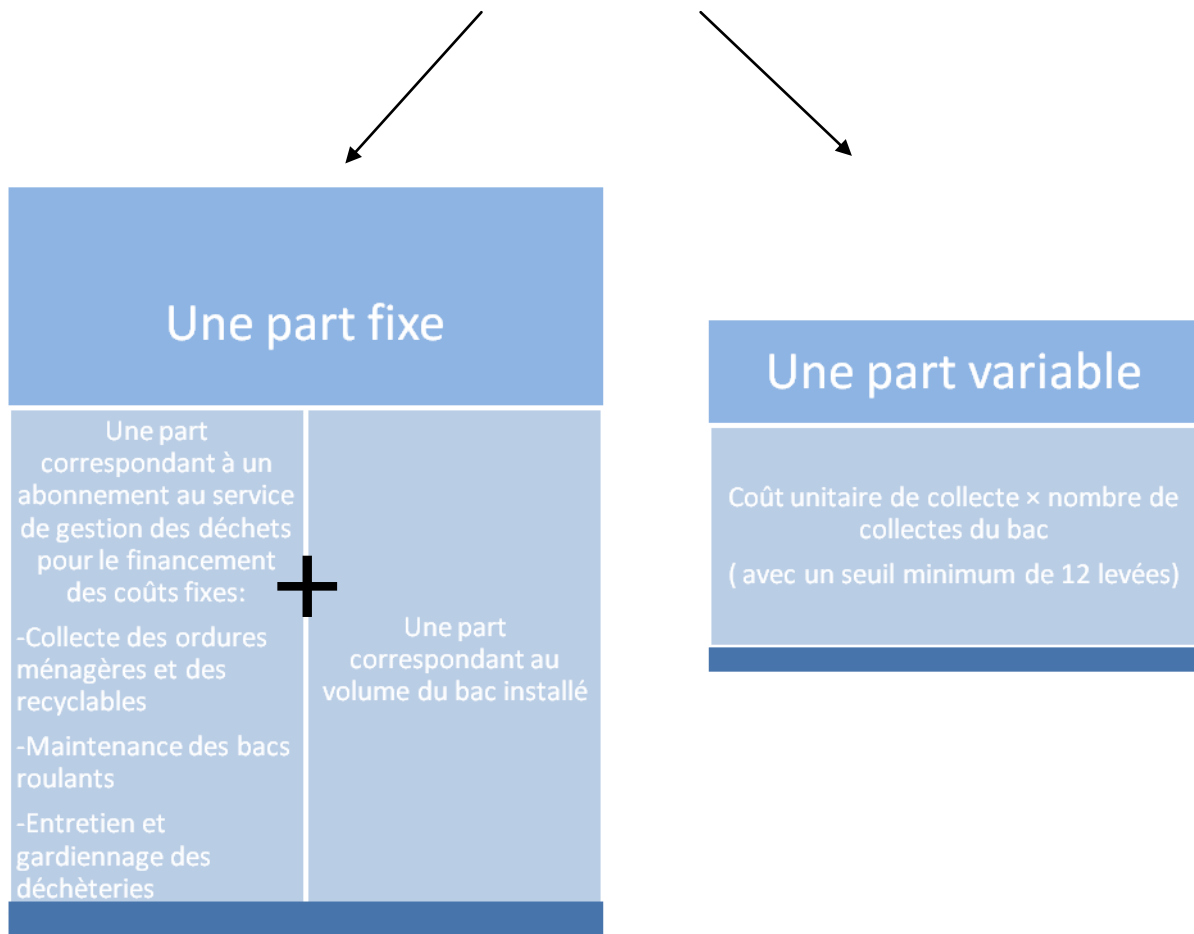 Une part fixe
Une part
correspondant à un
abonnement au service
de gestion des déchets
pour le financement
des coûts fixes:
-Collecte des ordures
ménagères et des
recyclables
-Maintenance des bacs
roulants
-Entretien et
gardiennage des
déchèteries
+
Une part
correspondant au
volume du bac installé
Une part variable
Coût unitaire de collecte × nombre de
collectes du bac
( avec un seuil minimum de 12 levées)